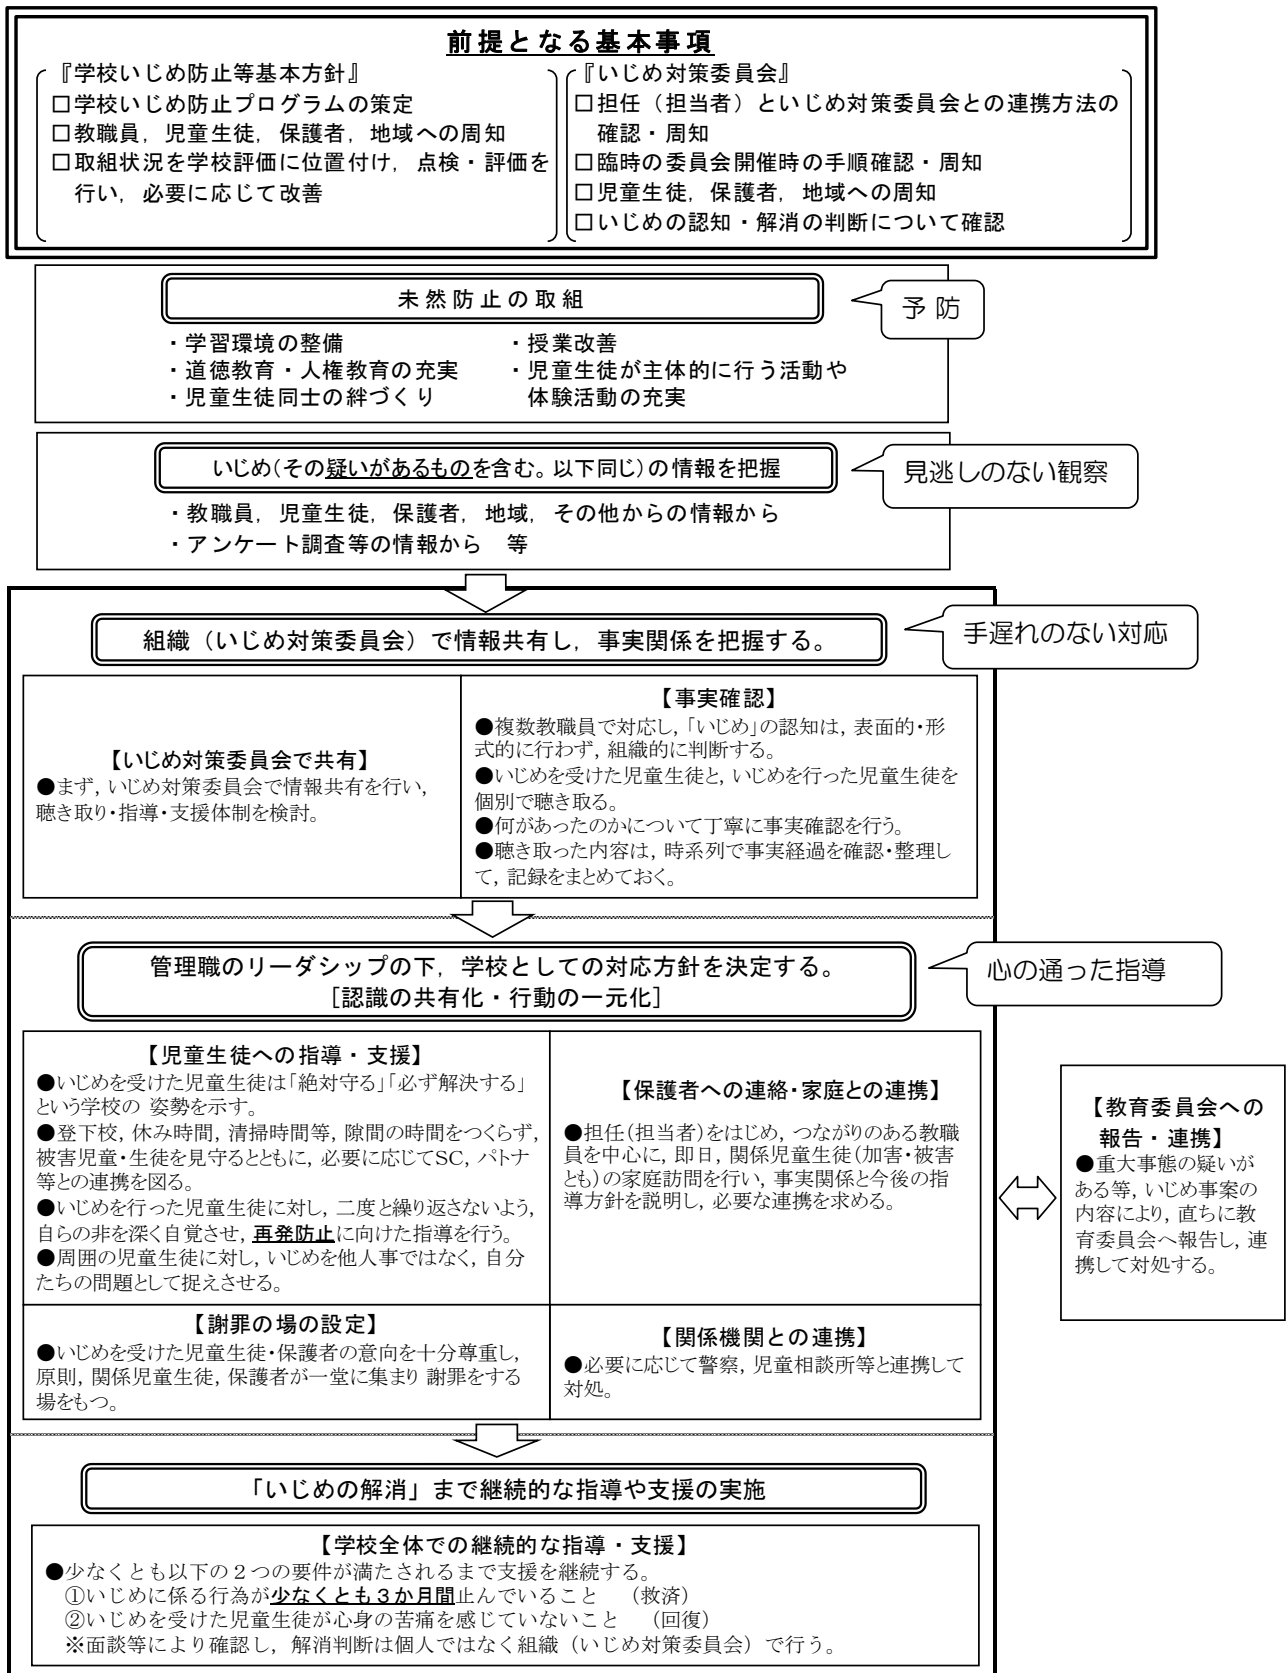 前提となる基本事項
『学校いじめ防止等基本方針』
□学校いじめ防止プログラムの策定
□教職員，児童生徒，保護者，地域への周知
□取組状況を学校評価に位置付け，点検・評価を
行い，必要に応じて改善
『いじめ対策委員会』
□担任（担当者）といじめ対策委員会との連携方法の
確認・周知
□臨時の委員会開催時の手順確認・周知
□児童生徒，保護者，地域への周知
□いじめの認知・解消の判断について確認
未然防止の取組
予 防
・学習環境の整備
・道徳教育・人権教育の充実
・児童生徒同士の絆づくり
・授業改善
・児童生徒が主体的に行う活動や
体験活動の充実
いじめ（その疑いがあるものを含む。以下同じ）の情報を把握
見逃しのない観察
・教職員，児童生徒，保護者，地域，その他からの情報から
・アンケート調査等の情報から　等
組織（いじめ対策委員会）で情報共有し，事実関係を把握する。
手遅れのない対応
【いじめ対策委員会で共有】
●まず，いじめ対策委員会で情報共有を行い，
聴き取り・指導・支援体制を検討。
【事実確認】
●複数教職員で対応し，「いじめ」の認知は，表面的・形
式的に行わず，組織的に判断する。
●いじめを受けた児童生徒と，いじめを行った児童生徒を
個別で聴き取る。
●何があったのかについて丁寧に事実確認を行う。
●聴き取った内容は，時系列で事実経過を確認・整理し
て，記録をまとめておく。
管理職のリーダシップの下，学校としての対応方針を決定する。
［認識の共有化・行動の一元化］
心の通った指導
【児童生徒への指導・支援】
●いじめを受けた児童生徒は「絶対守る」「必ず解決する」
という学校の 姿勢を示す。
●登下校，休み時間，清掃時間等，隙間の時間をつくらず，
被害児童・生徒を見守るとともに，必要に応じてSC，パトナ
等との連携を図る。
●いじめを行った児童生徒に対し，二度と繰り返さないよう，
自らの非を深く自覚させ，再発防止に向けた指導を行う。
●周囲の児童生徒に対し，いじめを他人事ではなく，自分
たちの問題として捉えさせる。
【保護者への連絡・家庭との連携】
●担任（担当者）をはじめ，つながりのある教職
員を中心に，即日，関係児童生徒（加害・被害
とも）の家庭訪問を行い，事実関係と今後の指
導方針を説明し，必要な連携を求める。
【教育委員会への
報告・連携】
●重大事態の疑いが
ある等，いじめ事案の
内容により，直ちに教
育委員会へ報告し，連
携して対処する。
【謝罪の場の設定】
●いじめを受けた児童生徒・保護者の意向を十分尊重し，
原則，関係児童生徒，保護者が一堂に集まり 謝罪をする
場をもつ。
【関係機関との連携】
●必要に応じて警察，児童相談所等と連携して
対処。
「いじめの解消」まで継続的な指導や支援の実施
【学校全体での継続的な指導・支援】
●少なくとも以下の２つの要件が満たされるまで支援を継続する。
①いじめに係る行為が少なくとも３か月間止んでいること　（救済）
②いじめを受けた児童生徒が心身の苦痛を感じていないこと　（回復）
※面談等により確認し，解消判断は個人ではなく組織（いじめ対策委員会）で行う。